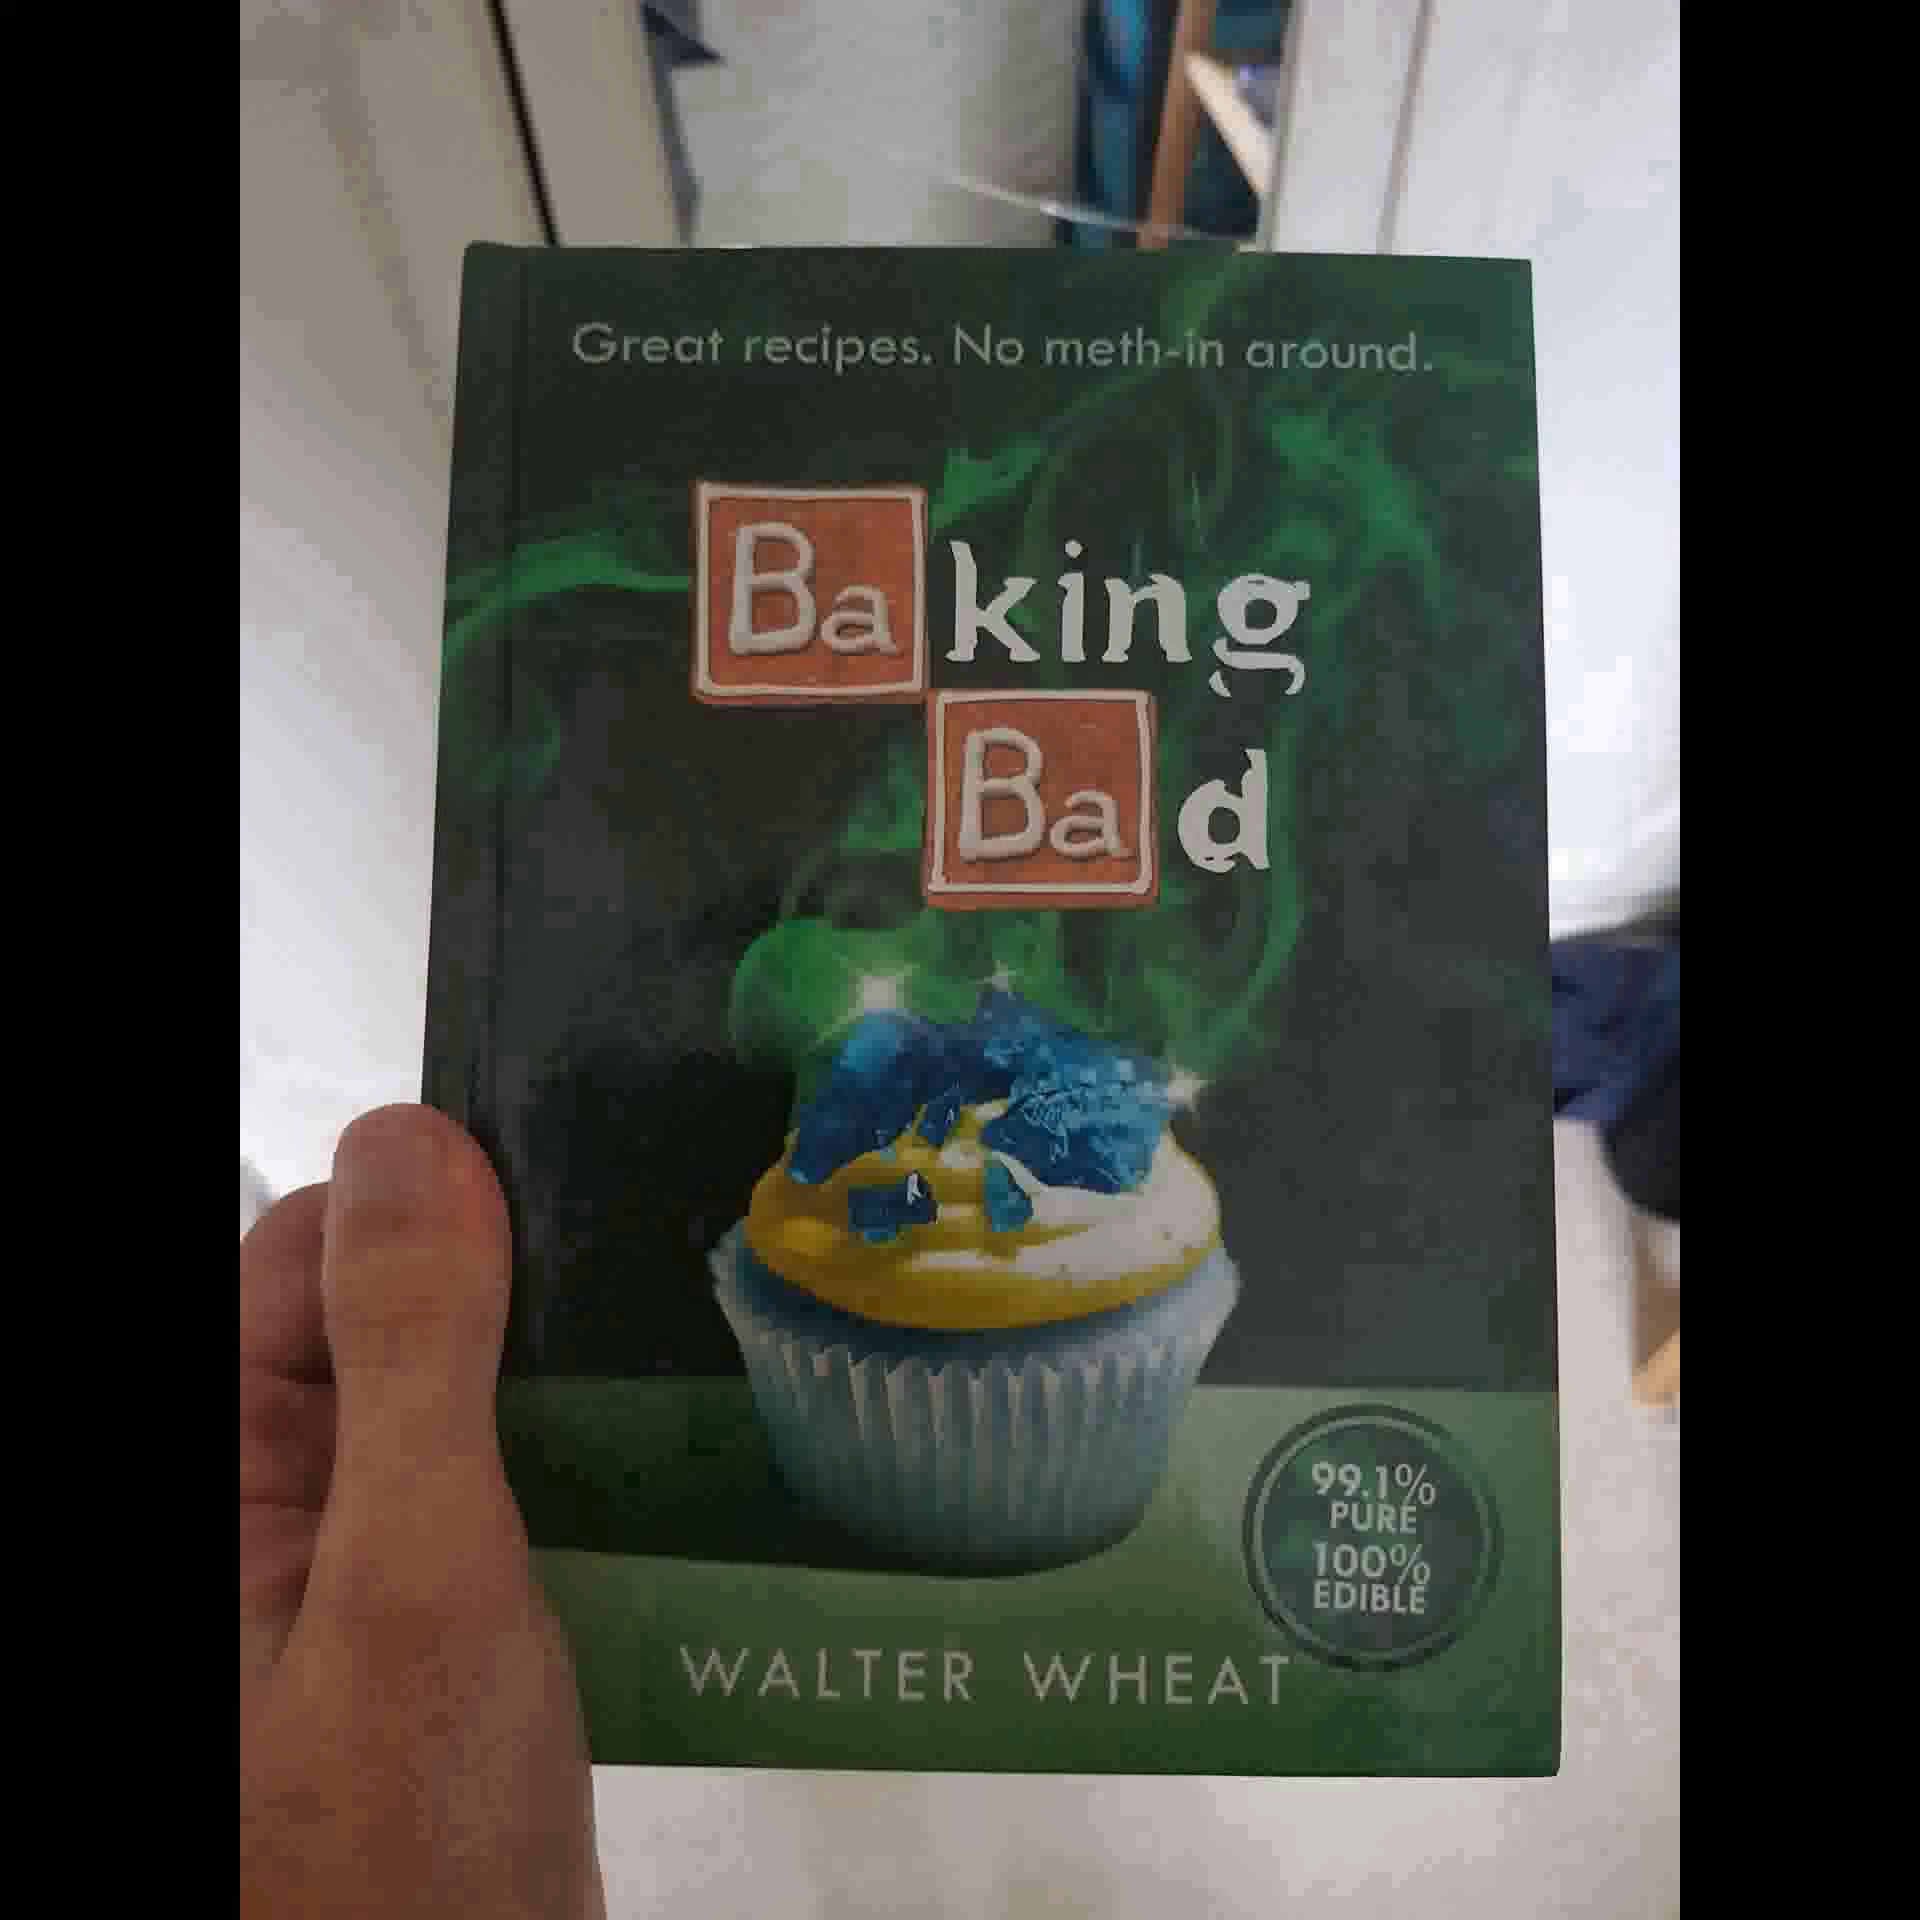 Great recipes. No meth-in around.
Baking
Bad
99.1%
PURE
100%
EDIBLE
WALTER WHEAT